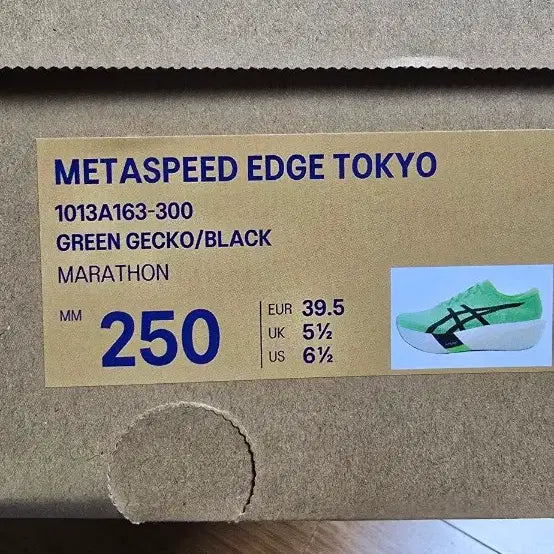 METASPEED EDGE TOKYO
1013A163-300
GREEN GECKO/BLACK
MARATHON
MM 250
EUR 39.5
UK 5½
US 6½